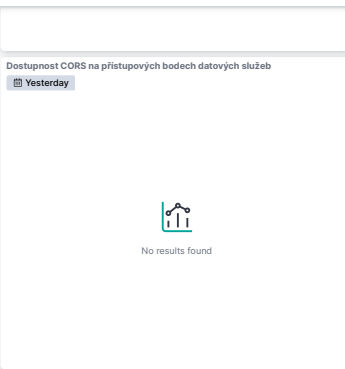 Dostupnost CORS na přístupových bodech datových služeb
Yesterday
No results found